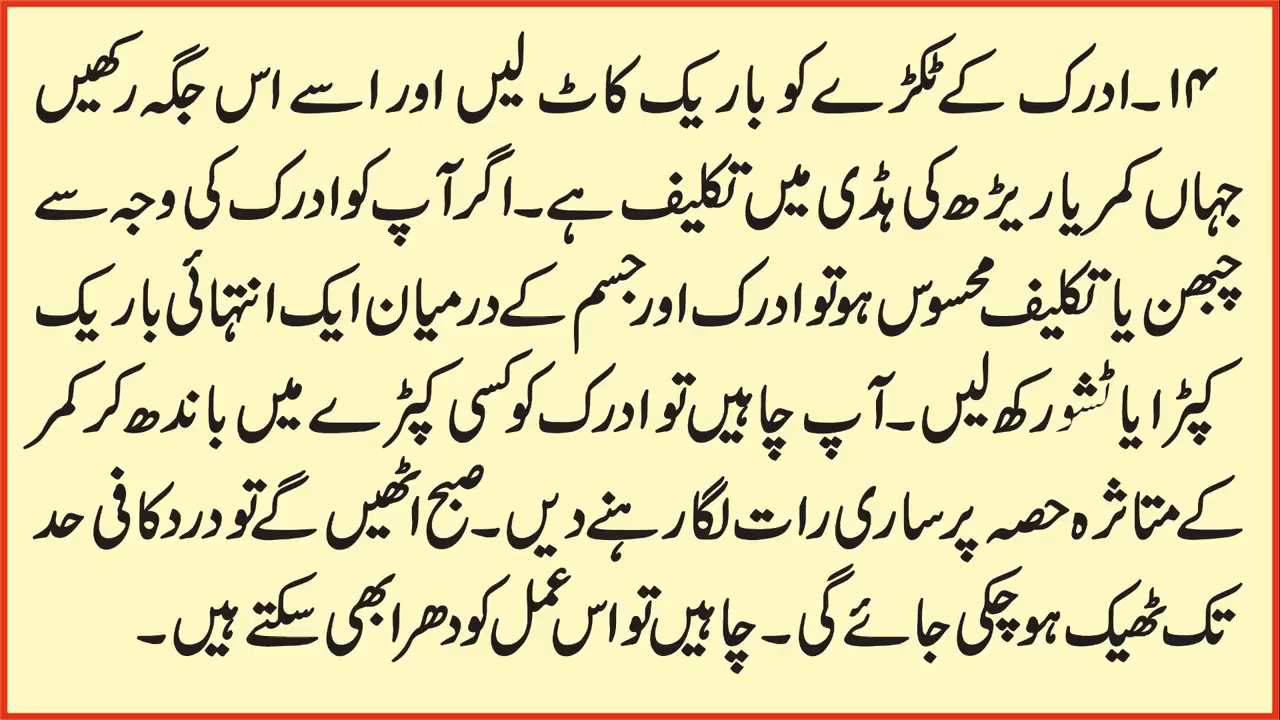 ۱۴۔ادرک کے ٹکڑے کو باریک کاٹ لیں اور اسے اس جگہ رکھیں
جہاں کمر یا ریڑھ کی ہڈی میں تکلیف ہے۔اگر آپ کو ادرک کی وجہ سے
چبھن یا تکلیف محسوس ہو تو ادرک اور جسم کے درمیان ایک انتہائی باریک
کپڑا یا ٹشو رکھ لیں۔آپ چاہیں تو ادرک کو کسی کپڑے میں باندھ کر کمر
کے متاثرہ حصہ پر ساری رات لگا رہنے دیں۔صبح اٹھیں گے تو درد کافی حد
تک ٹھیک ہو چکی جائے گی۔چاہیں تو اس عمل کو دھرا بھی سکتے ہیں۔